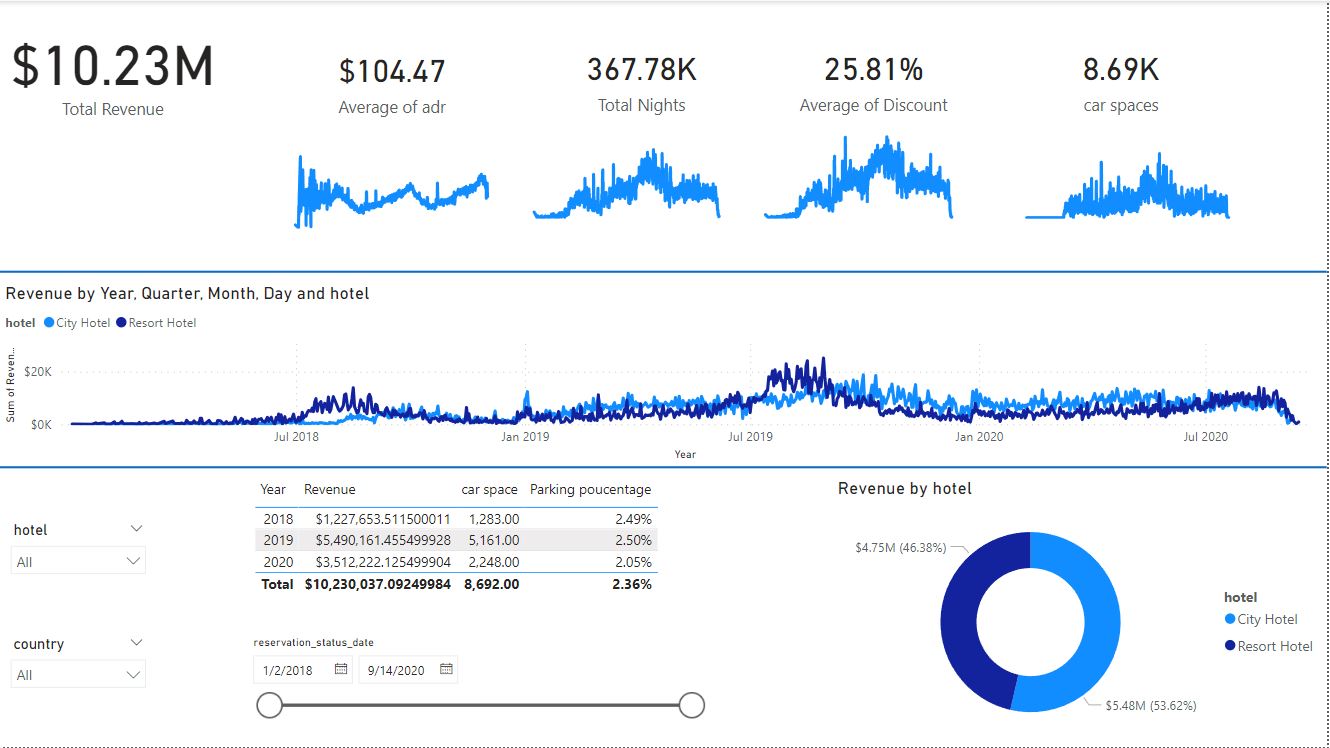 $10.23M
Total Revenue
$104.47
Average of adr
367.78K
Total Nights
25.81%
Average of Discount
8.69K
car spaces
Revenue by Year, Quarter, Month, Day and hotel
hotel City Hotel Resort Hotel
Sum of Reven...
$20K
$0K
Jul 2018 Jan 2019 Jul 2019 Jan 2020 Jul 2020
Year
hotel
All
country
All
Year Revenue car space Parking poucentage
2018 $1,227,653.511500011 1,283.00 2.49%
2019 $5,490,161.455499928 5,161.00 2.50%
2020 $3,512,222.125499904 2,248.00 2.05%
Total $10,230,037.09249984 8,692.00 2.36%
reservation_status_date
1/2/2018 9/14/2020
Revenue by hotel
$4.75M (46.38%)
$5.48M (53.62%)
hotel
City Hotel
Resort Hotel